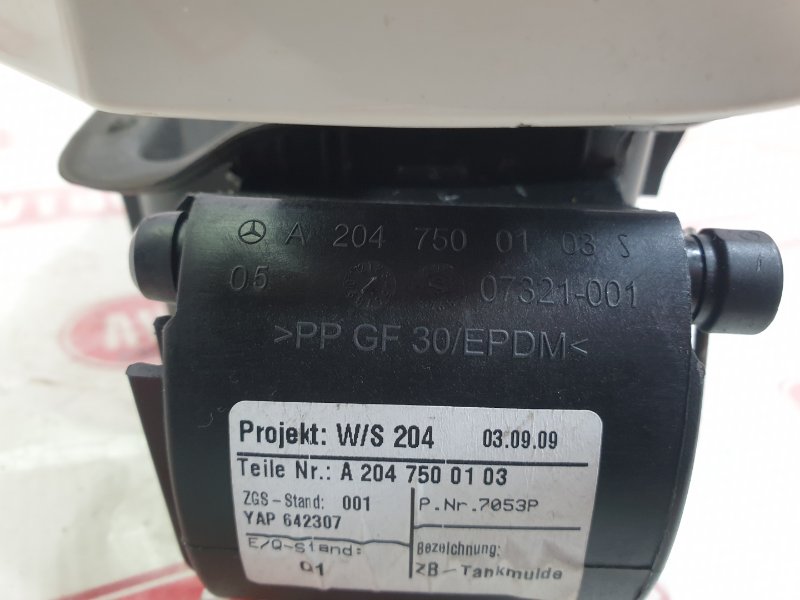 A 204 750 01 03
05 07321-001
>PP GF 30/EPDM<
Projekt: W/S 204 03.09.09
Teile Nr.: A 204 750 01 03
ZGS-Stand: 001
YAP 642307
P.Nr.7053P
E/Q-Stand:
Q1
Bezeichnung:
ZB-Tankmulde